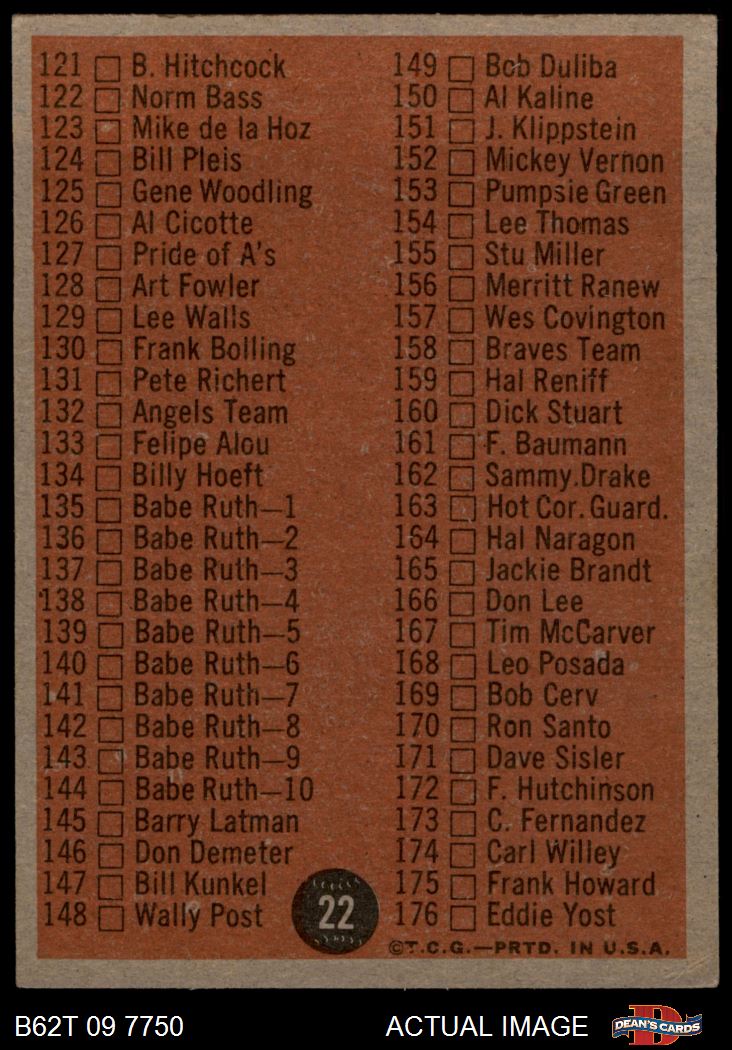 121 B. Hitchcock
122 Norm Bass
123 Mike de la Hoz
124 Bill Pleis
125 Gene Woodling
126 Al Cicotte
127 Pride of A's
128 Art Fowler
129 Lee Walls
130 Frank Bolling
131 Pete Richert
132 Angels Team
133 Felipe Alou
134 Billy Hoeft
135 Babe Ruth—1
136 Babe Ruth—2
137 Babe Ruth—3
138 Babe Ruth—4
139 Babe Ruth—5
140 Babe Ruth—6
141 Babe Ruth—7
142 Babe Ruth—8
143 Babe Ruth—9
144 Babe Ruth—10
145 Barry Latman
146 Don Demeter
147 Bill Kunkel
148 Wally Post
22
149 Bob Duliba
150 Al Kaline
151 J. Klippstein
152 Mickey Vernon
153 Pumpsie Green
154 Lee Thomas
155 Stu Miller
156 Merritt Ranew
157 Wes Covington
158 Braves Team
159 Hal Reniff
160 Dick Stuart
161 F. Baumann
162 Sammy Drake
163 Hot Cor. Guard.
164 Hal Naragon
165 Jackie Brandt
166 Don Lee
167 Tim McCarver
168 Leo Posada
169 Bob Cerv
170 Ron Santo
171 Dave Sisler
172 F. Hutchinson
173 C. Fernandez
174 Carl Willey
175 Frank Howard
176 Eddie Yost
©T.C.G.—PRTD. IN U.S.A.
B62T 09 7750
ACTUAL IMAGE
D
DEAN'S CARDS